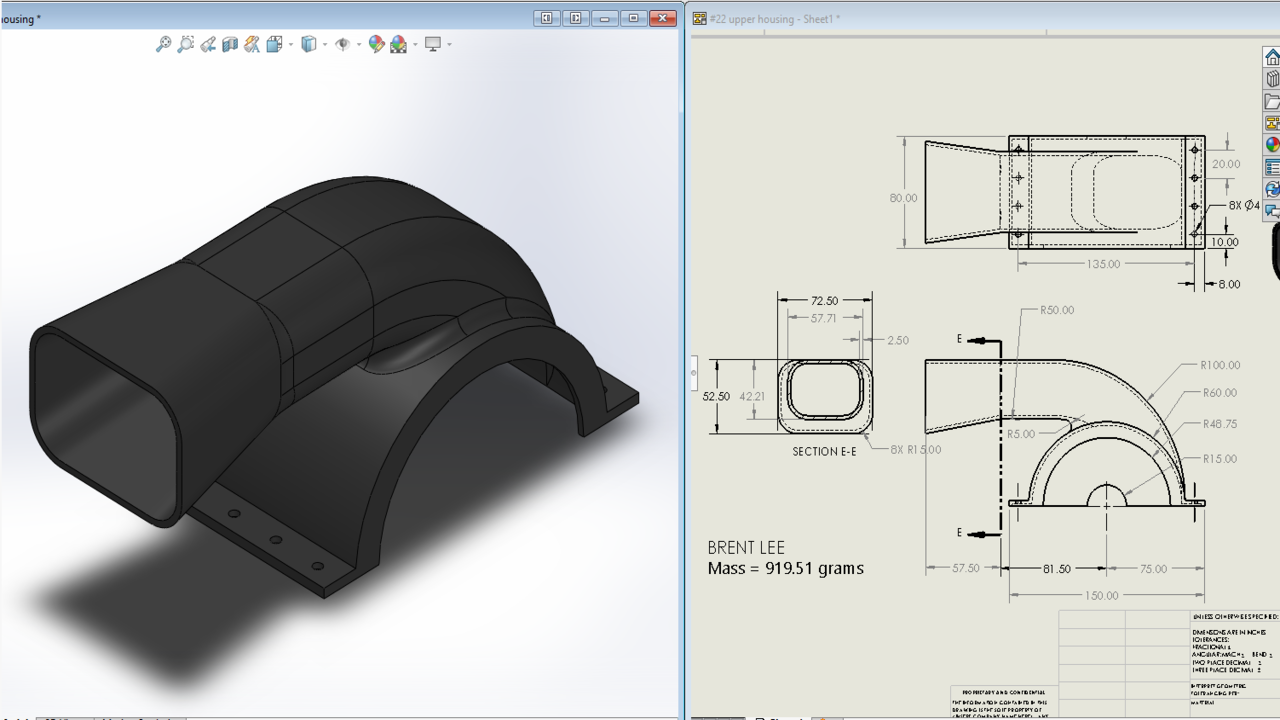 ousing *
#22 upper housing - Sheet1 *
80.00
20.00
8X Ø4
10.00
135.00
8.00
72.50
57.71
2.50
52.50
42.21
SECTION E-E
8X R15.00
E
R50.00
R100.00
R60.00
R5.00
R48.75
R15.00
E
BRENT LEE
Mass = 919.51 grams
57.50
81.50
75.00
150.00
UNLESS OTHERWISE SPECIFIED:
DIMENSIONS ARE IN INCHES
TOLERANCES:
FRACTIONAL ±
ANGULAR: MACH ± BEND ±
TWO PLACE DECIMAL ±
THREE PLACE DECIMAL ±
INTERPRET GEOMETRIC
TOLERANCING PER:
MATERIAL
PROPRIETARY AND CONFIDENTIAL
THE INFORMATION CONTAINED IN THIS
DRAWING IS THE SOLE PROPERTY OF